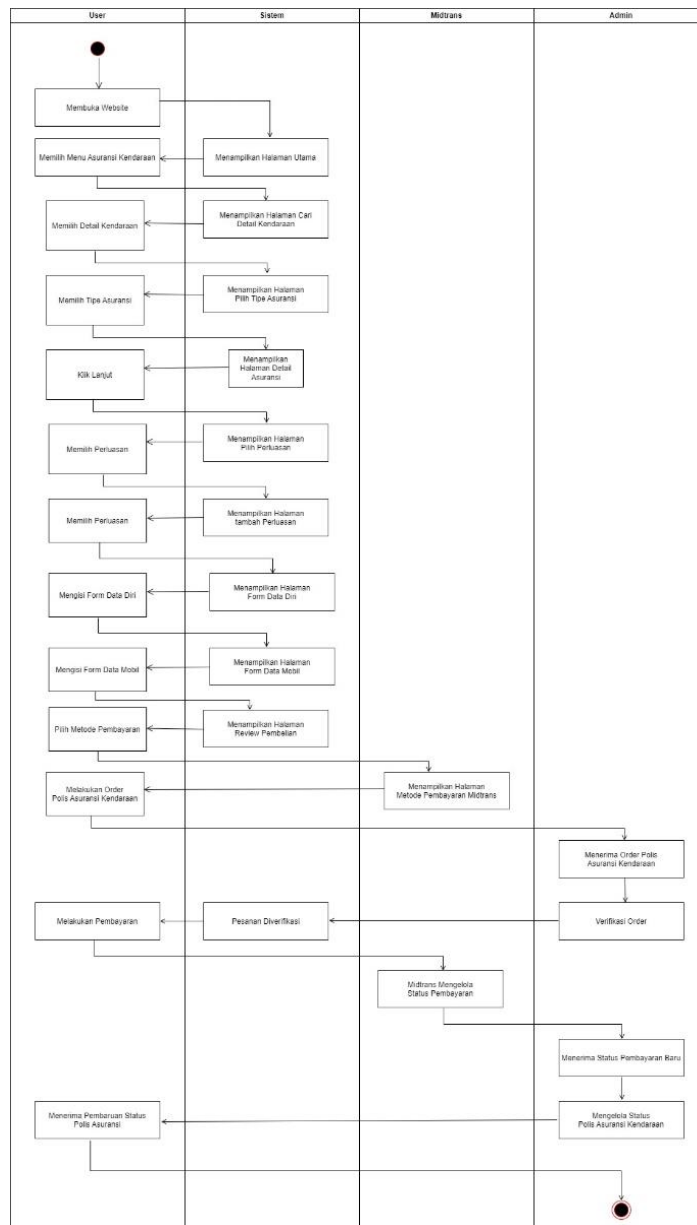 User
Sistem
Midtrans
Admin
Membuka Website
Memilih Menu Asuransi Kendaraan
Menampilkan Halaman Utama
Memilih Detail Kendaraan
Menampilkan Halaman Cari
Detail Kendaraan
Memilih Tipe Asuransi
Menampilkan Halaman
Pilih Tipe Asuransi
Klik Lanjut
Menampilkan
Halaman Detail
Asuransi
Memilih Perluasan
Menampilkan Halaman
Pilih Perluasan
Memilih Perluasan
Menampilkan Halaman
tambah Perluasan
Mengisi Form Data Diri
Menampilkan Halaman
Form Data Diri
Mengisi Form Data Mobil
Menampilkan Halaman
Form Data Mobil
Pilih Metode Pembayaran
Menampilkan Halaman
Review Pembelian
Melakukan Order
Polis Asuransi Kendaraan
Menampilkan Halaman
Metode Pembayaran Midtrans
Menerima Order Polis
Asuransi Kendaraan
Melakukan Pembayaran
Pesanan Diverifikasi
Verifikasi Order
Midtrans Mengelola
Status Pembayaran
Menerima Status Pembayaran Baru
Menerima Pembaruan Status
Polis Asuransi
Mengelola Status
Polis Asuransi Kendaraan